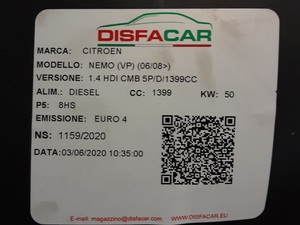 DISFACAR
MARCA: CITROEN
MODELLO: NEMO (VP) (06/08>)
VERSIONE: 1.4 HDI CMB 5P/D/1399CC
ALIM.: DIESEL CC: 1399 KW: 50
P5: 8HS
EMISSIONE: EURO 4
NS: 1159/2020
DATA:03/06/2020 10:35:00
E-Mail: magazzino@disfacar.it
WWW.DISFACAR.EU